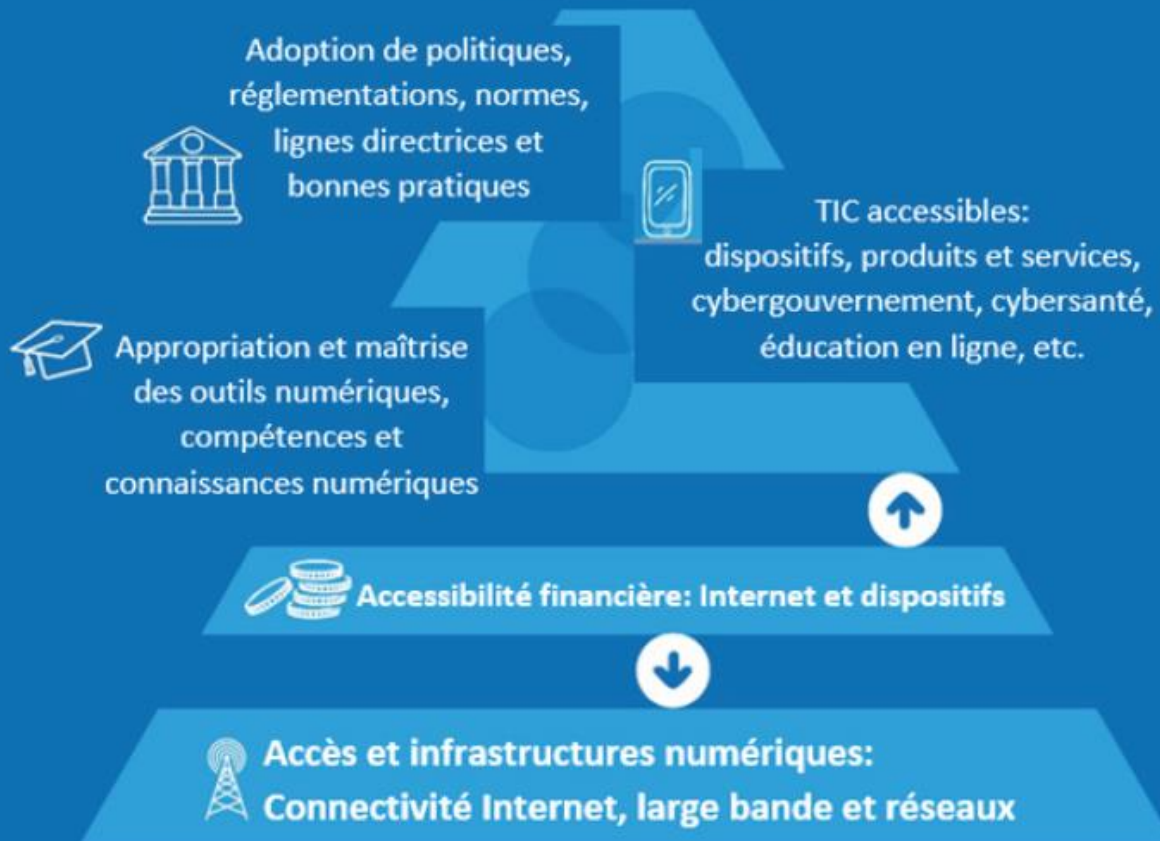 Adoption de politiques,
réglementations, normes,
lignes directrices et
bonnes pratiques
TIC accessibles:
dispositifs, produits et services,
cybergouvernement, cybersanté,
éducation en ligne, etc.
Appropriation et maîtrise
des outils numériques,
compétences et
connaissances numériques
Accessibilité financière: Internet et dispositifs
Accès et infrastructures numériques:
Connectivité Internet, large bande et réseaux